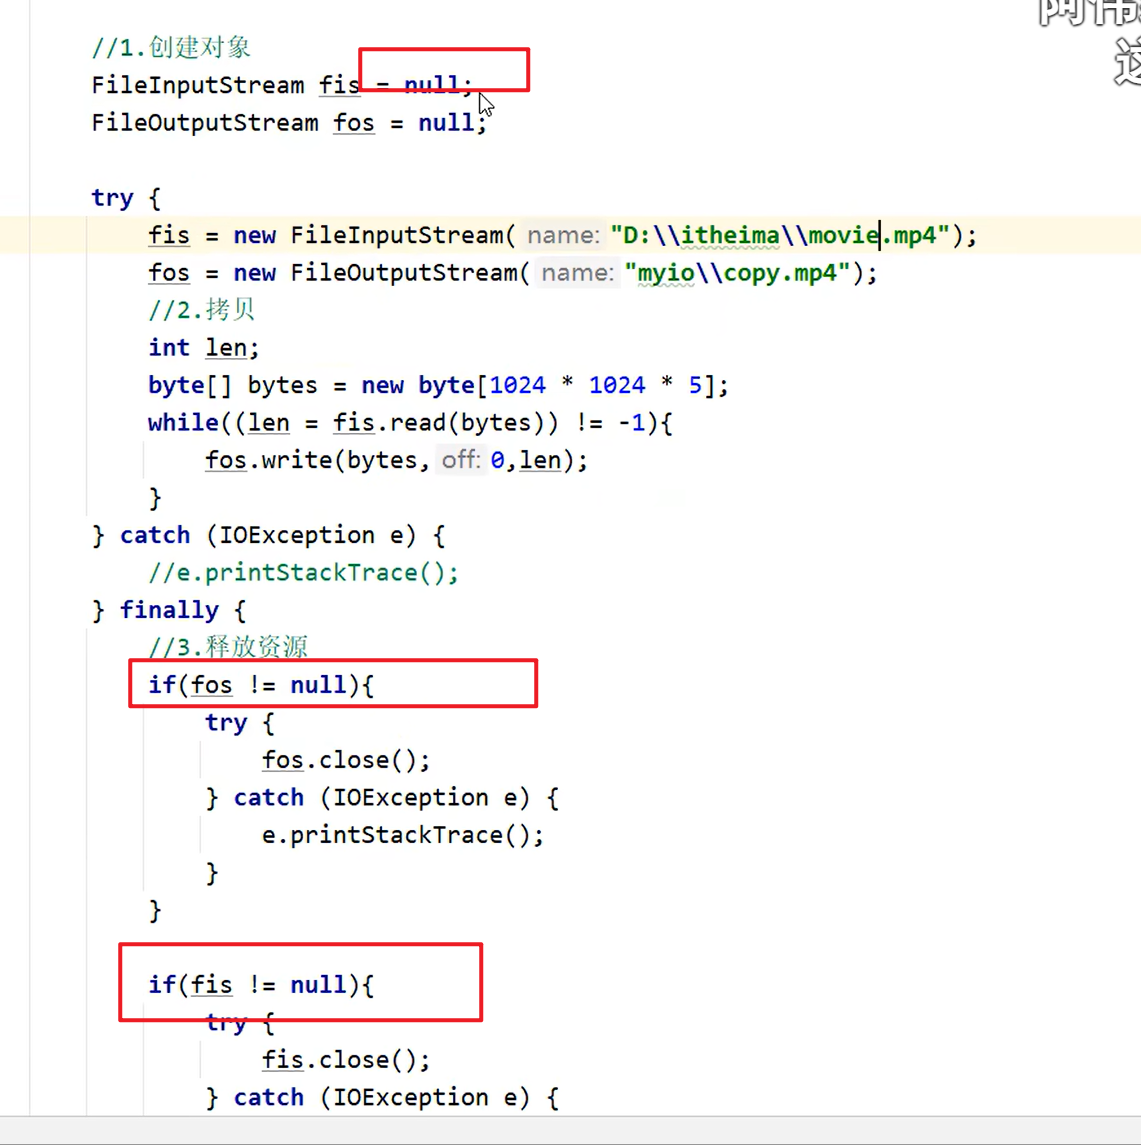 阿伟
这
//1.创建对象
FileInputStream fis = null;
FileOutputStream fos = null;
try {
fis = new FileInputStream( name: "D:\\itheima\\movie.mp4");
fos = new FileOutputStream( name: "myio\\copy.mp4");
//2.拷贝
int len;
byte[] bytes = new byte[1024 * 1024 * 5];
while((len = fis.read(bytes)) != -1){
fos.write(bytes, off: 0,len);
}
} catch (IOException e) {
//e.printStackTrace();
} finally {
//3.释放资源
if(fos != null){
try {
fos.close();
} catch (IOException e) {
e.printStackTrace();
}
}
if(fis != null){
try {
fis.close();
} catch (IOException e) {